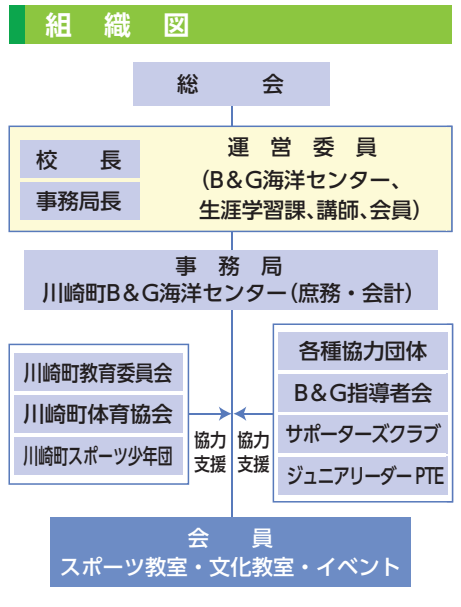 組織図
総会
校長
事務局長
運営委員
(B&G海洋センター、
生涯学習課、講師、会員)
事務局
川崎町B&G海洋センター(庶務・会計)
川崎町教育委員会
川崎町体育協会
川崎町スポーツ少年団
協力
支援
協力
支援
各種協力団体
B&G指導者会
サポーターズクラブ
ジュニアリーダーPTE
会員
スポーツ教室・文化教室・イベント